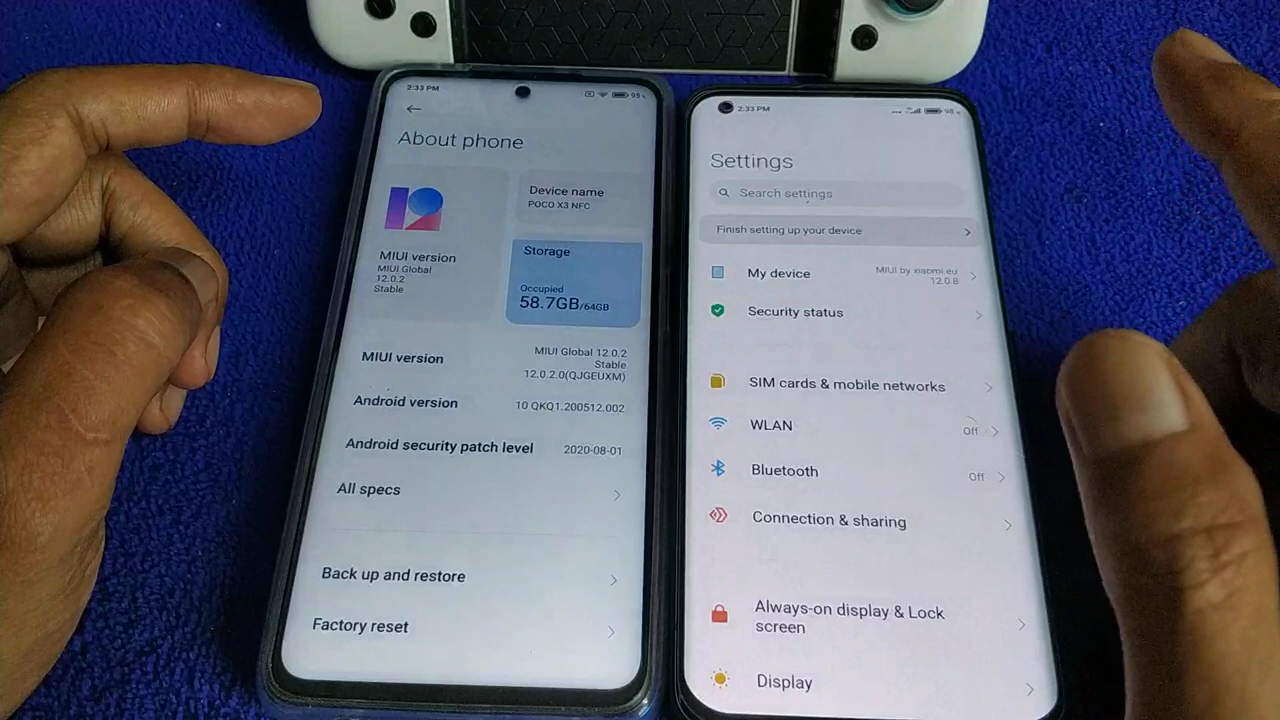 2:33 PM
95
About phone
Device name
POCO X3 NFC
MIUI version
MIUI Global
12.0.2
Stable
Storage
Occupied
58.7GB/64GB
MIUI version
MIUI Global 12.0.2
Stable
12.0.2.0(QJGEUXM)
Android version
10 QKQ1.200512.002
Android security patch level
2020-08-01
All specs
Back up and restore
Factory reset
2:33 PM
Settings
Search settings
Finish setting up your device
My device
MIUI by xiaomi.eu
12.0.8
Security status
SIM cards & mobile networks
WLAN
Off
Bluetooth
Off
Connection & sharing
Always-on display & Lock
screen
Display